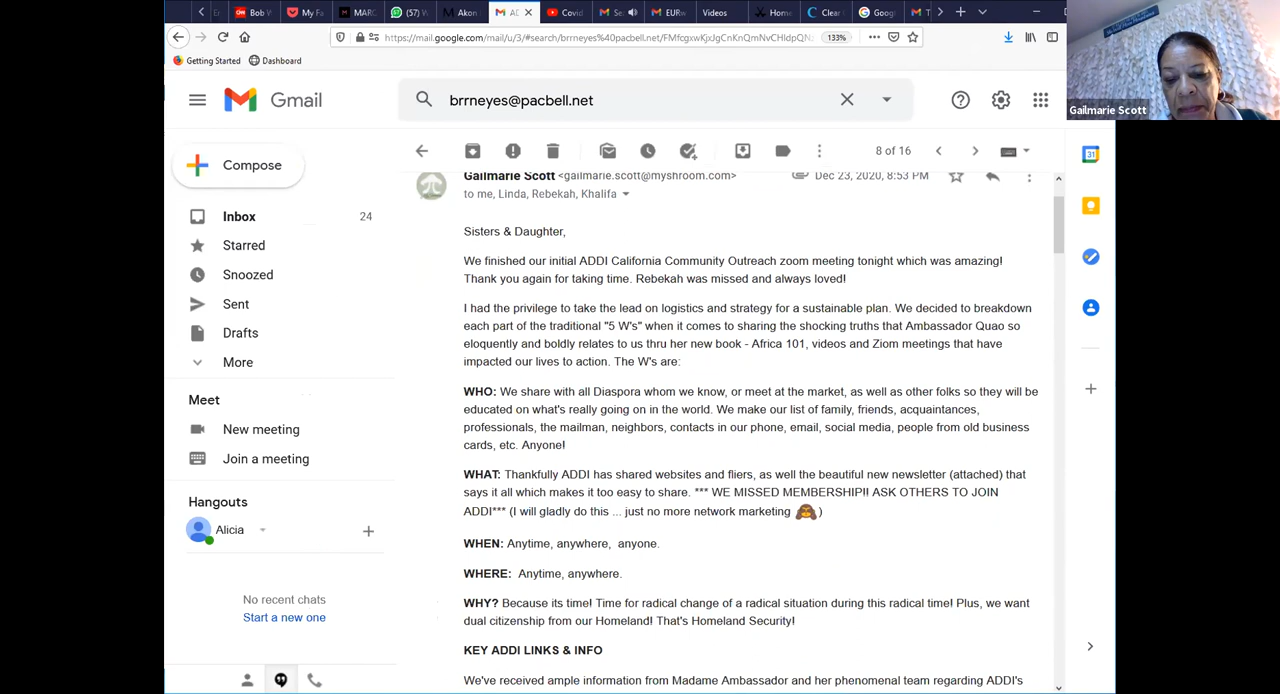 Bob W
My Fa
MARC
(57) W
Akon
AD
Covid
Se
EURw
Videos
Home
Clear
Goog
T
https://mail.google.com/mail/u/3/#search/brrneyes%40pacbell.net/
133%
Getting Started
Dashboard
Gmail
brrneyes@pacbell.net
Gailmarie Scott
Compose
8 of 16
Inbox
24
Starred
Snoozed
Sent
Drafts
More
Meet
New meeting
Join a meeting
Hangouts
Alicia
No recent chats
Start a new one
Gailmarie Scott <gailmarie.scott@myshroom.com>
Dec 23, 2020, 8:53 PM
to me, Linda, Rebekah, Khalifa
Sisters & Daughter,
We finished our initial ADDI California Community Outreach zoom meeting tonight which was amazing!
Thank you again for taking time. Rebekah was missed and always loved!
I had the privilege to take the lead on logistics and strategy for a sustainable plan. We decided to breakdown
each part of the traditional "5 W's" when it comes to sharing the shocking truths that Ambassador Quao so
eloquently and boldly relates to us thru her new book - Africa 101, videos and Ziom meetings that have
impacted our lives to action. The W's are:
WHO: We share with all Diaspora whom we know, or meet at the market, as well as other folks so they will be
educated on what's really going on in the world. We make our list of family, friends, acquaintances,
professionals, the mailman, neighbors, contacts in our phone, email, social media, people from old business
cards, etc. Anyone!
WHAT: Thankfully ADDI has shared websites and fliers, as well the beautiful new newsletter (attached) that
says it all which makes it too easy to share. *** WE MISSED MEMBERSHIP!! ASK OTHERS TO JOIN
ADDI*** (I will gladly do this ... just no more network marketing )
WHEN: Anytime, anywhere, anyone.
WHERE: Anytime, anywhere.
WHY? Because its time! Time for radical change of a radical situation during this radical time! Plus, we want
dual citizenship from our Homeland! That's Homeland Security!
KEY ADDI LINKS & INFO
We've received ample information from Madame Ambassador and her phenomenal team regarding ADDI's